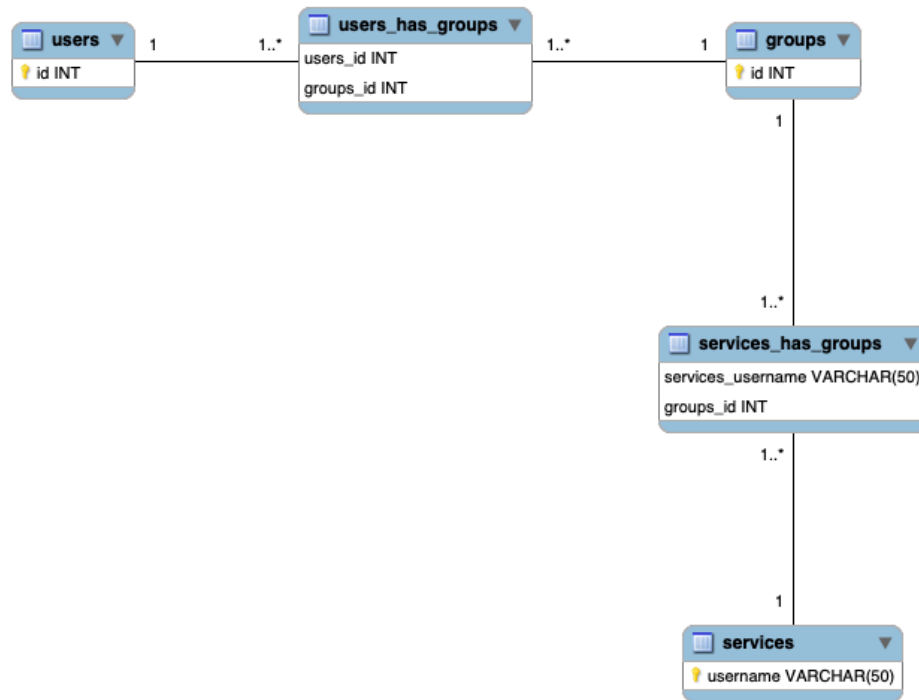 users
id INT
1
1..*
users_has_groups
users_id INT
groups_id INT
1..*
1
groups
id INT
1
1..*
services_has_groups
services_username VARCHAR(50)
groups_id INT
1..*
1
services
username VARCHAR(50)